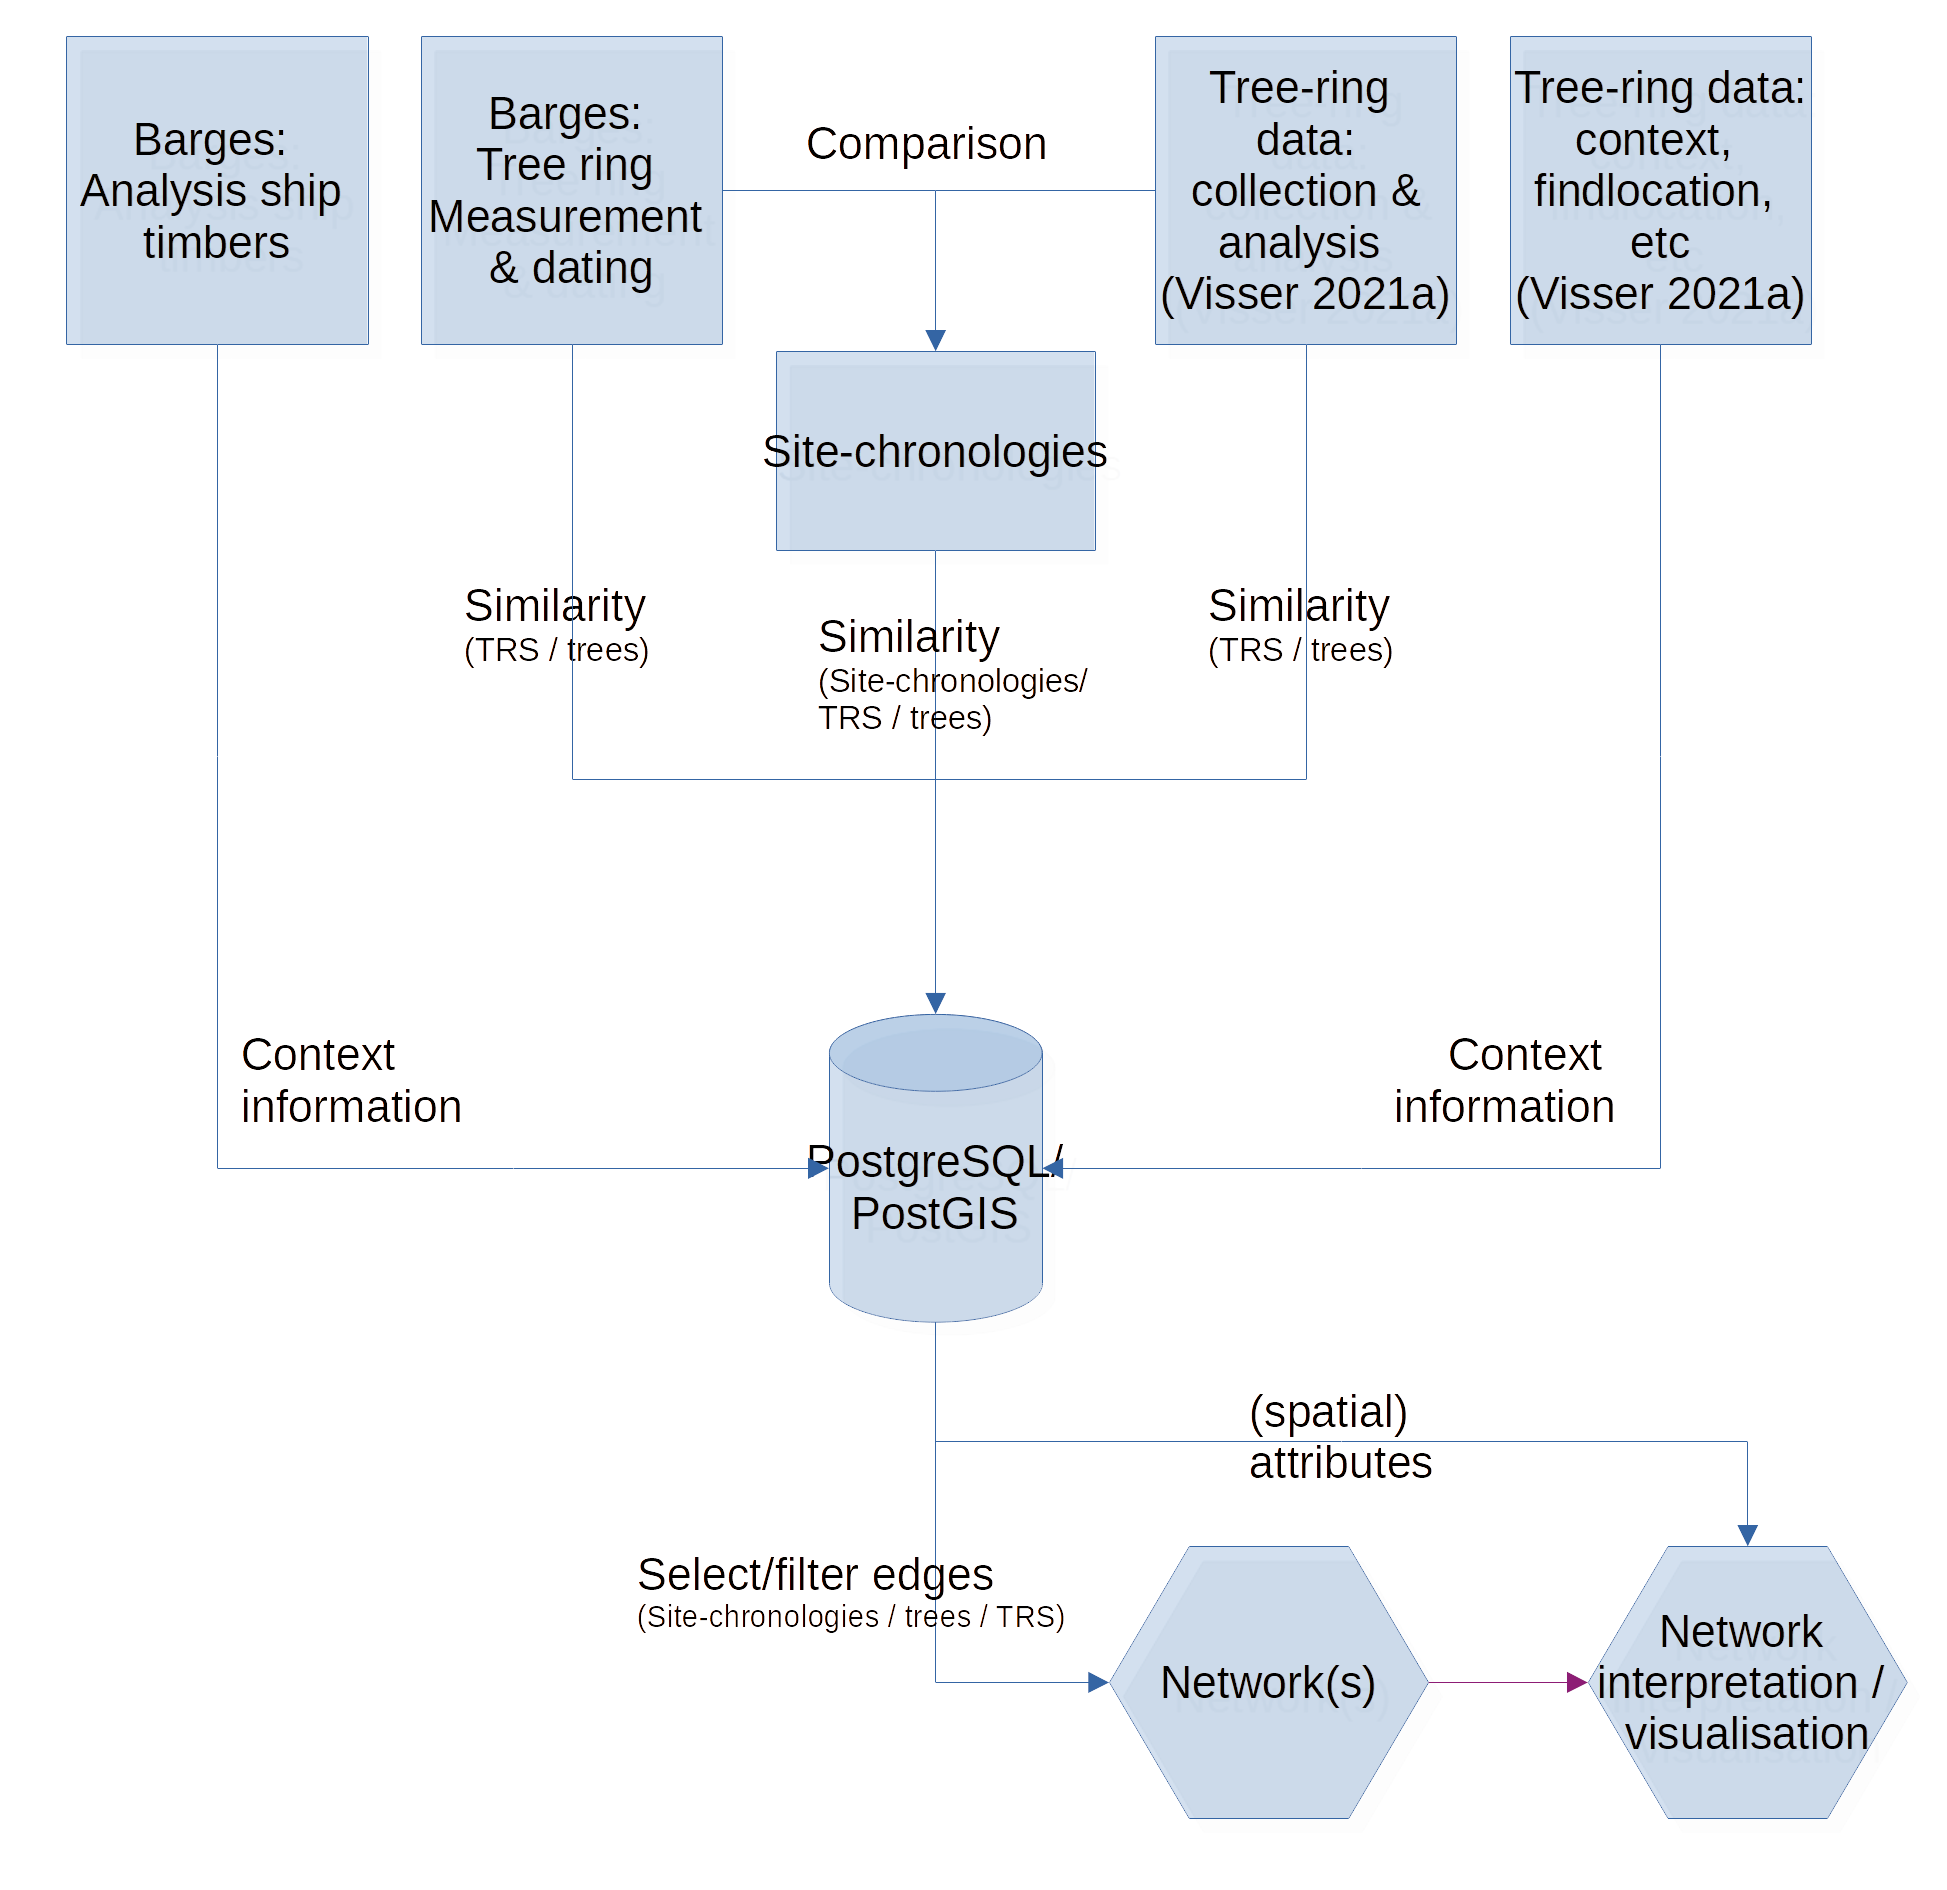 Barges:
Analysis ship
timbers
Barges:
Tree ring
Measurement
& dating
Comparison
Tree-ring
data:
collection &
analysis
(Visser 2021a)
Tree-ring data:
context,
findlocation,
etc
(Visser 2021a)
Site-chronologies
Similarity
(TRS / trees)
Similarity
(Site-chronologies/
TRS / trees)
Similarity
(TRS / trees)
Context
information
Context
information
PostgreSQL/
PostGIS
(spatial)
attributes
Select/filter edges
(Site-chronologies / trees / TRS)
Network(s)
Network
interpretation /
visualisation